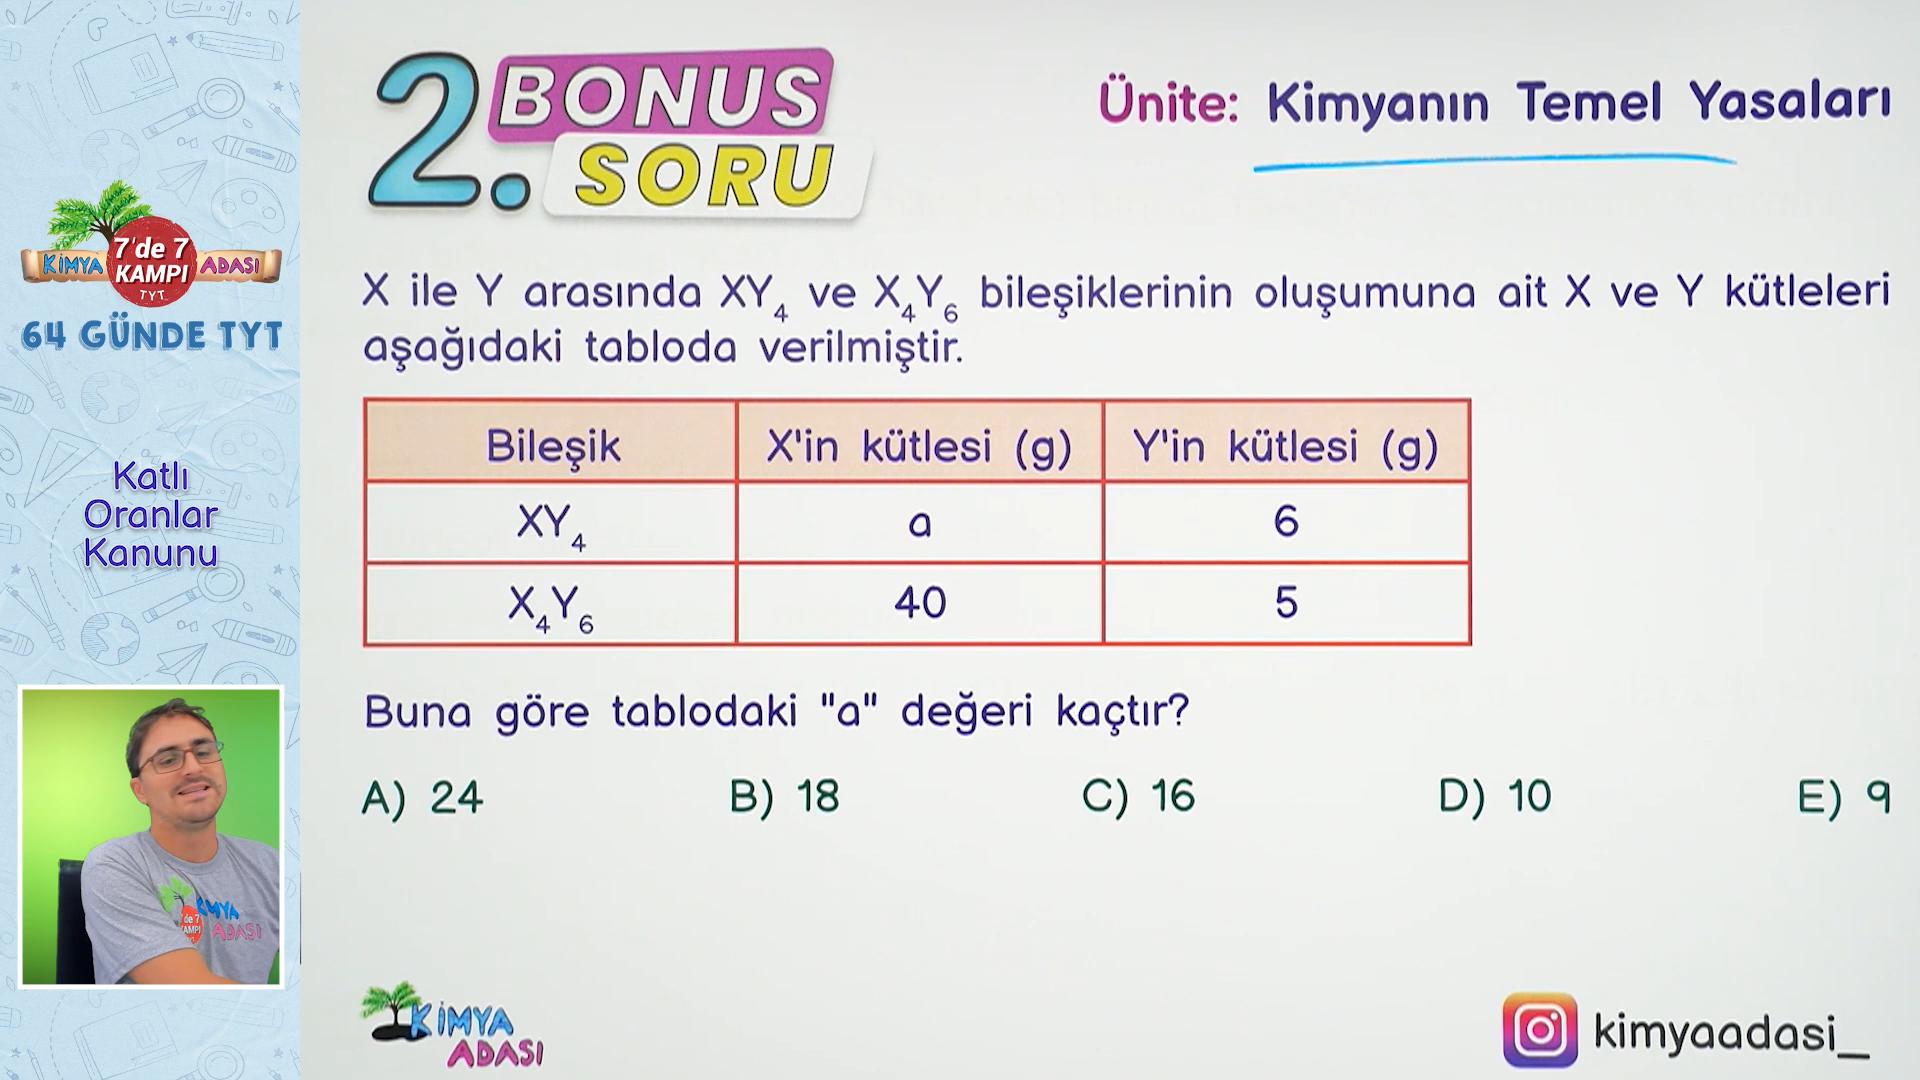 2. BONUS
SORU
Ünite: Kimyanın Temel Yasaları
X ile Y arasında XY₄ ve X₄Y₆ bileşiklerinin oluşumuna ait X ve Y kütleleri
aşağıdaki tabloda verilmiştir.
Bileşik X'in kütlesi (g) Y'in kütlesi (g)
XY₄ a 6
X₄Y₆ 40 5
Buna göre tablodaki "a" değeri kaçtır?
A) 24 B) 18 C) 16 D) 10 E) 9
KİMYA
ADASI
kimyaadasi_
7'de 7
KİMYA KAMPI ADASI
TYT
64 GÜNDE TYT
Katlı
Oranlar
Kanunu
KİMYA
ADASI